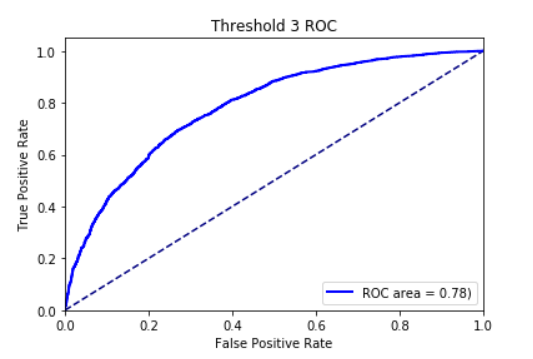 Threshold 3 ROC
True Positive Rate
1.0
0.8
0.6
0.4
0.2
0.0
ROC area = 0.78)
0.0 0.2 0.4 0.6 0.8 1.0
False Positive Rate